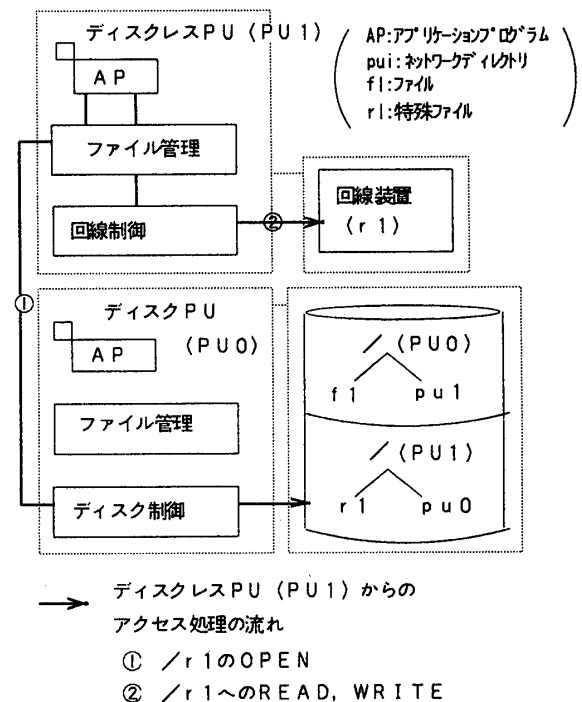 ディスクレスPU (PU1)
AP:アプリケーションプログラム
pui:ネットワークディレクトリ
fl:ファイル
rl:特殊ファイル
AP
ファイル管理
回線制御
②
回線装置
(r1)
①
ディスクPU
(PU0)
AP
ファイル管理
ディスク制御
/(PU0)
f1 pu1
/(PU1)
r1 pu0
ディスクレスPU (PU1) からの
アクセス処理の流れ
① /r1のOPEN
② /r1へのREAD, WRITE